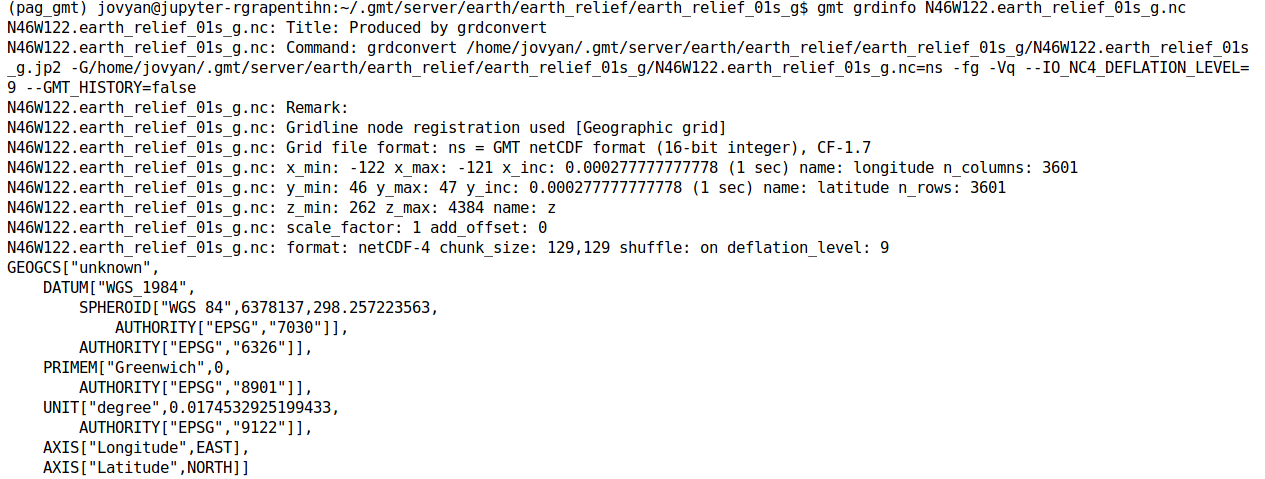 (pag_gmt) jovyan@jupyter-rgrapentihn:~/.gmt/server/earth/earth_relief/earth_relief_01s_g$ gmt grdinfo N46W122.earth_relief_01s_g.nc
N46W122.earth_relief_01s_g.nc: Title: Produced by grdconvert
N46W122.earth_relief_01s_g.nc: Command: grdconvert /home/jovyan/.gmt/server/earth/earth_relief/earth_relief_01s_g/N46W122.earth_relief_01s
_g.jp2 -G/home/jovyan/.gmt/server/earth/earth_relief/earth_relief_01s_g/N46W122.earth_relief_01s_g.nc=ns -fg -Vq --IO_NC4_DEFLATION_LEVEL=
9 --GMT_HISTORY=false
N46W122.earth_relief_01s_g.nc: Remark:
N46W122.earth_relief_01s_g.nc: Gridline node registration used [Geographic grid]
N46W122.earth_relief_01s_g.nc: Grid file format: ns = GMT netCDF format (16-bit integer), CF-1.7
N46W122.earth_relief_01s_g.nc: x_min: -122 x_max: -121 x_inc: 0.000277777777778 (1 sec) name: longitude n_columns: 3601
N46W122.earth_relief_01s_g.nc: y_min: 46 y_max: 47 y_inc: 0.000277777777778 (1 sec) name: latitude n_rows: 3601
N46W122.earth_relief_01s_g.nc: z_min: 262 z_max: 4384 name: z
N46W122.earth_relief_01s_g.nc: scale_factor: 1 add_offset: 0
N46W122.earth_relief_01s_g.nc: format: netCDF-4 chunk_size: 129,129 shuffle: on deflation_level: 9
GEOGCS["unknown",
    DATUM["WGS_1984",
        SPHEROID["WGS 84",6378137,298.257223563,
            AUTHORITY["EPSG","7030"]],
        AUTHORITY["EPSG","6326"]],
    PRIMEM["Greenwich",0,
        AUTHORITY["EPSG","8901"]],
    UNIT["degree",0.0174532925199433,
        AUTHORITY["EPSG","9122"]],
    AXIS["Longitude",EAST],
    AXIS["Latitude",NORTH]]